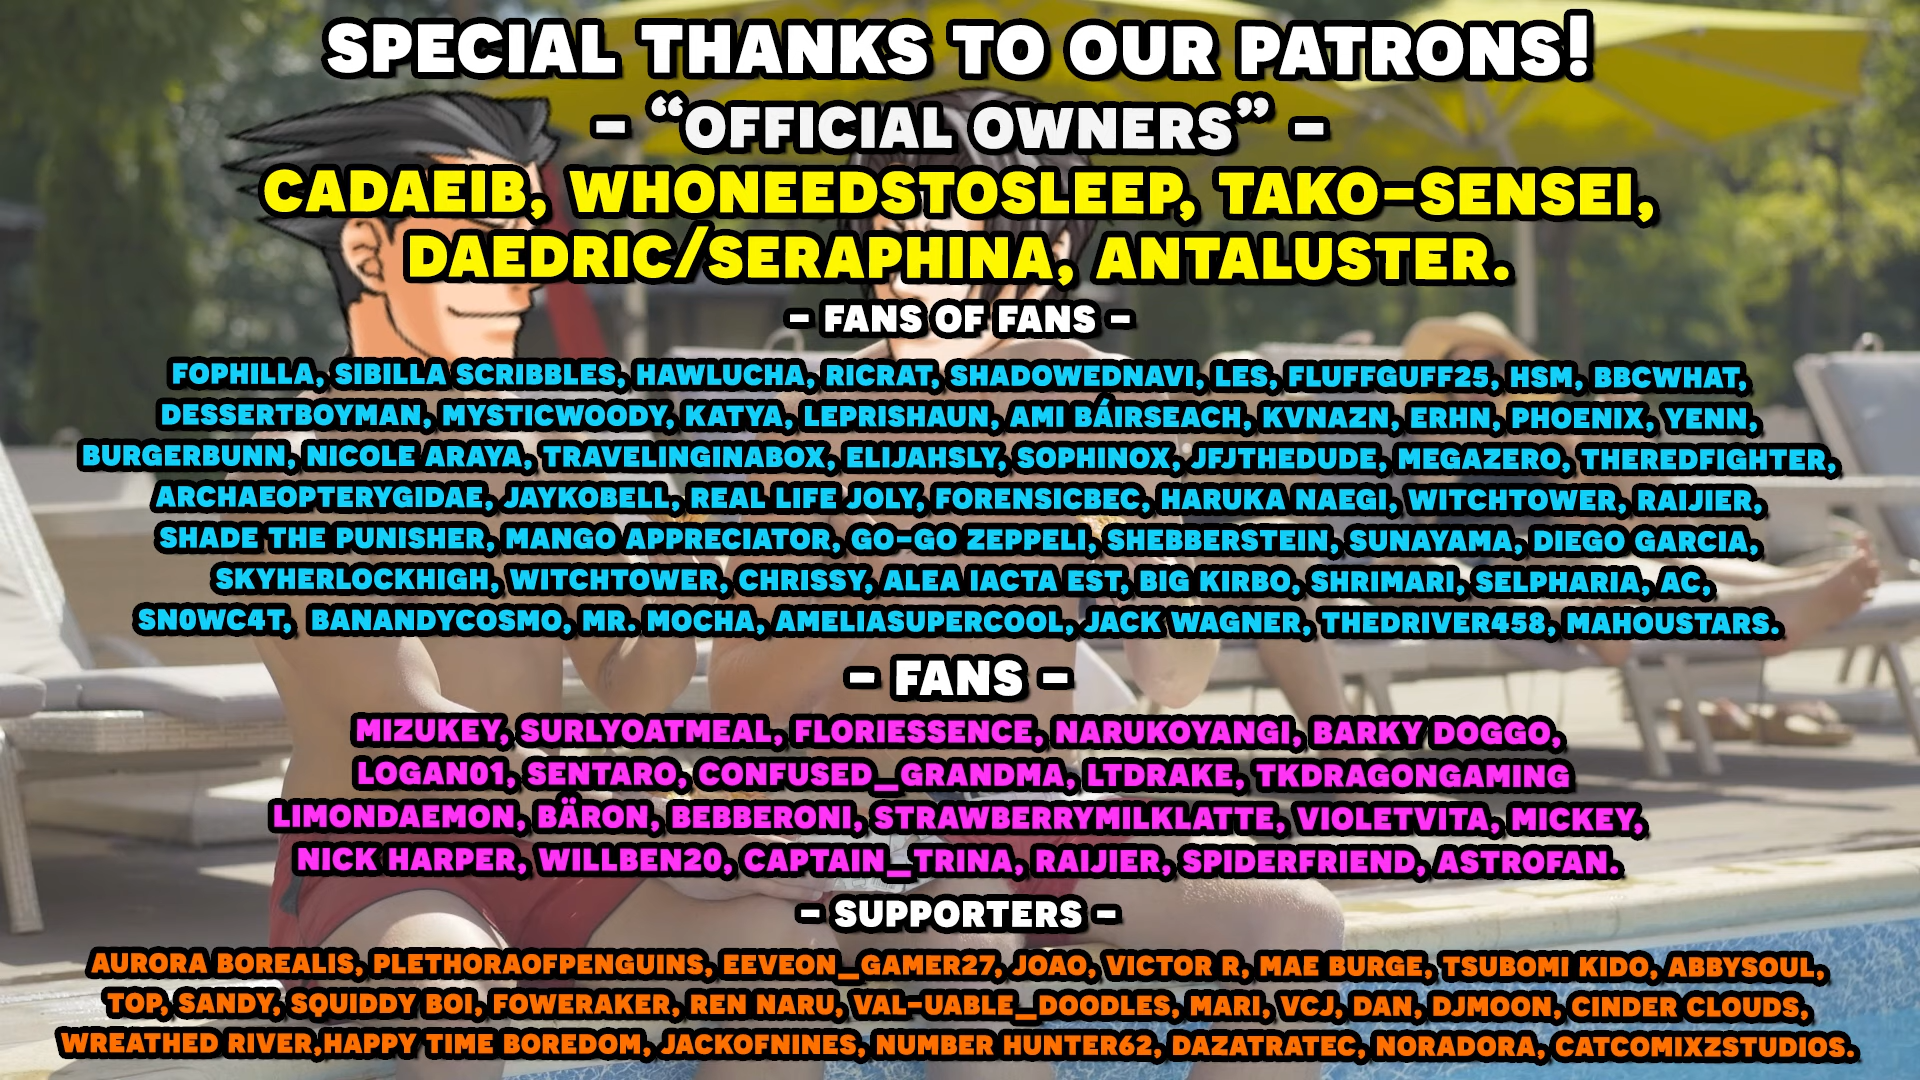 SPECIAL THANKS TO OUR PATRONS!
- “OFFICIAL OWNERS” -
CADAEIB, WHONEEDSTOSLEEP, TAKO-SENSEI,
DAEDRIC/SERAPHINA, ANTALUSTER.
- FANS OF FANS -
FOPHILLA, SIBILLA SCRIBBLES, HAWLUCHA, RICRAT, SHADOWEDNAVI, LES, FLUFFGUFF25, HSM, BBCWHAT,
DESSERTBOYMAN, MYSTICWOODY, KATYA, LEPRISHAUN, AMI BÁIRSEACH, KVNAZN, ERHN, PHOENIX, YENN,
BURGERBUNN, NICOLE ARAYA, TRAVELINGINABOX, ELIJAHSLY, SOPHINOX, JFJTHEDUDE, MEGAZERO, THEREDFIGHTER,
ARCHAEOPTERYGIDAE, JAYKOBELL, REAL LIFE JOLY, FORENSICBEC, HARUKA NAEGI, WITCHTOWER, RAIJIER,
SHADE THE PUNISHER, MANGO APPRECIATOR, GO-GO ZEPPELI, SHEBBERSTEIN, SUNAYAMA, DIEGO GARCIA,
SKYHERLOCKHIGH, WITCHTOWER, CHRISSY, ALEA IACTA EST, BIG KIRBO, SHRIMARI, SELPHARIA, AC,
SN0WC4T, BANANDYCOSMO, MR. MOCHA, AMELIASUPERCOOL, JACK WAGNER, THEDRIVER458, MAHOUSTARS.
- FANS -
MIZUKEY, SURLYOATMEAL, FLORIESSENCE, NARUKOYANGI, BARKY DOGGO,
LOGAN01, SENTARO, CONFUSED_GRANDMA, LTDRAKE, TKDRAGONGAMING
LIMONDAEMON, BÄRON, BEBBERONI, STRAWBERRYMILKLATTE, VIOLETVITA, MICKEY,
NICK HARPER, WILLBEN20, CAPTAIN_TRINA, RAIJIER, SPIDERFRIEND, ASTROFAN.
- SUPPORTERS -
AURORA BOREALIS, PLETHORAOFPENGUINS, EEVEON_GAMER27, JOAO, VICTOR R, MAE BURGE, TSUBOMI KIDO, ABBYSOUL,
TOP, SANDY, SQUIDDY BOI, FOWERAKER, REN NARU, VAL-UABLE_DOODLES, MARI, VCJ, DAN, DJMOON, CINDER CLOUDS,
WREATHED RIVER,HAPPY TIME BOREDOM, JACKOFNINES, NUMBER HUNTER62, DAZATRATEC, NORADORA, CATCOMIXZSTUDIOS.